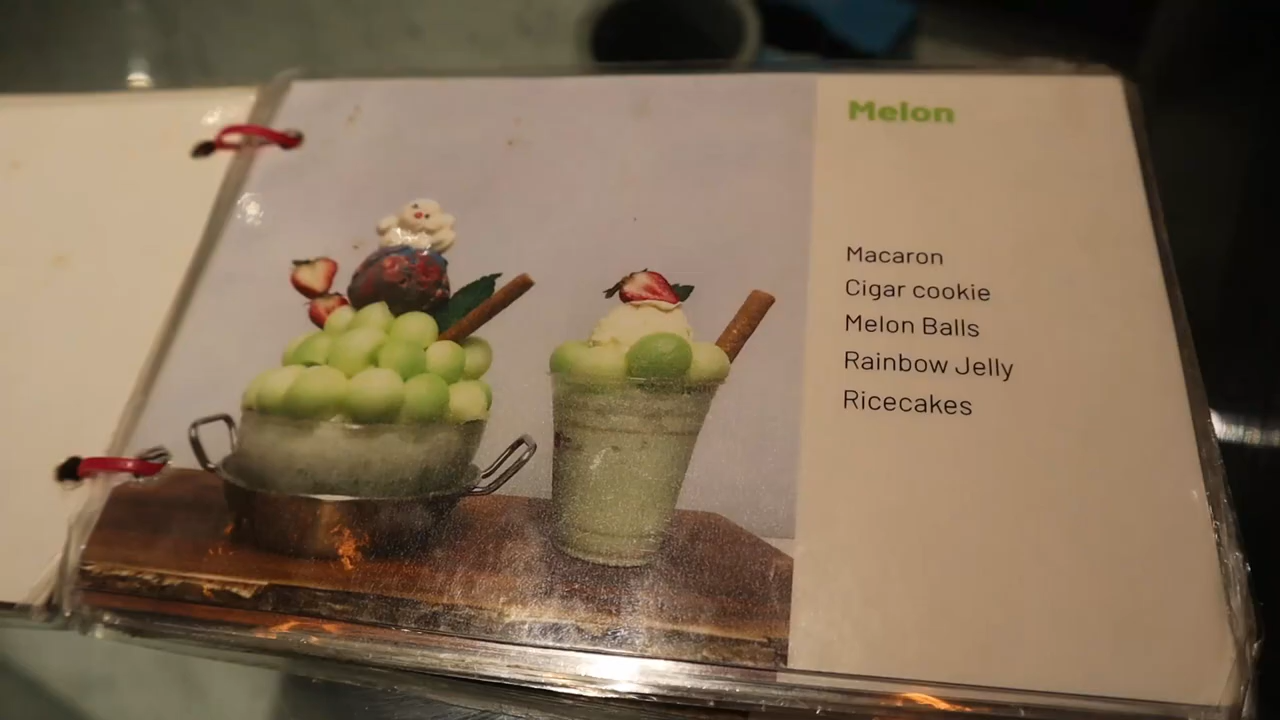 Melon
Macaron
Cigar cookie
Melon Balls
Rainbow Jelly
Ricecakes